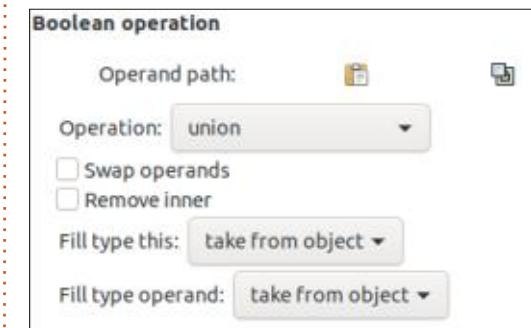 Boolean operation
Operand path:
Operation: union
Swap operands
Remove inner
Fill type this: take from object
Fill type operand: take from object